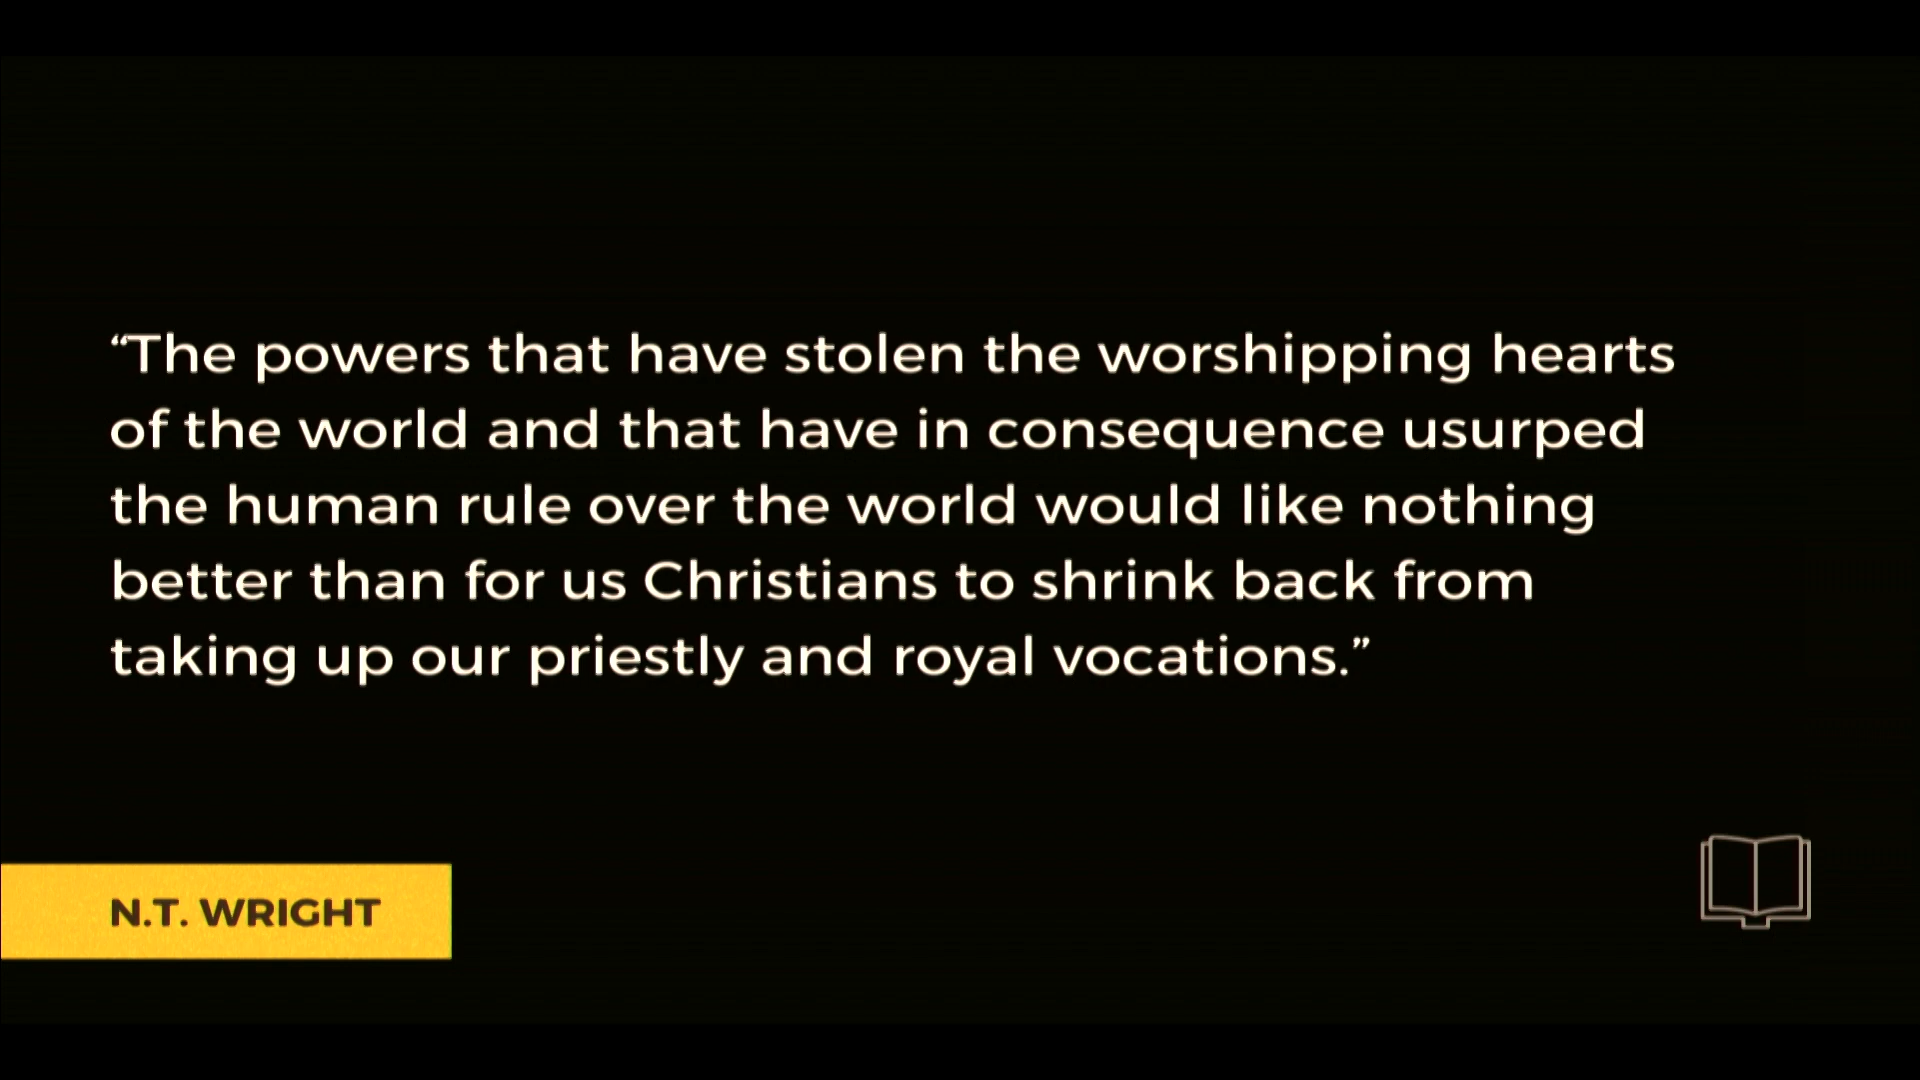 “The powers that have stolen the worshipping hearts
of the world and that have in consequence usurped
the human rule over the world would like nothing
better than for us Christians to shrink back from
taking up our priestly and royal vocations.”
N.T. WRIGHT